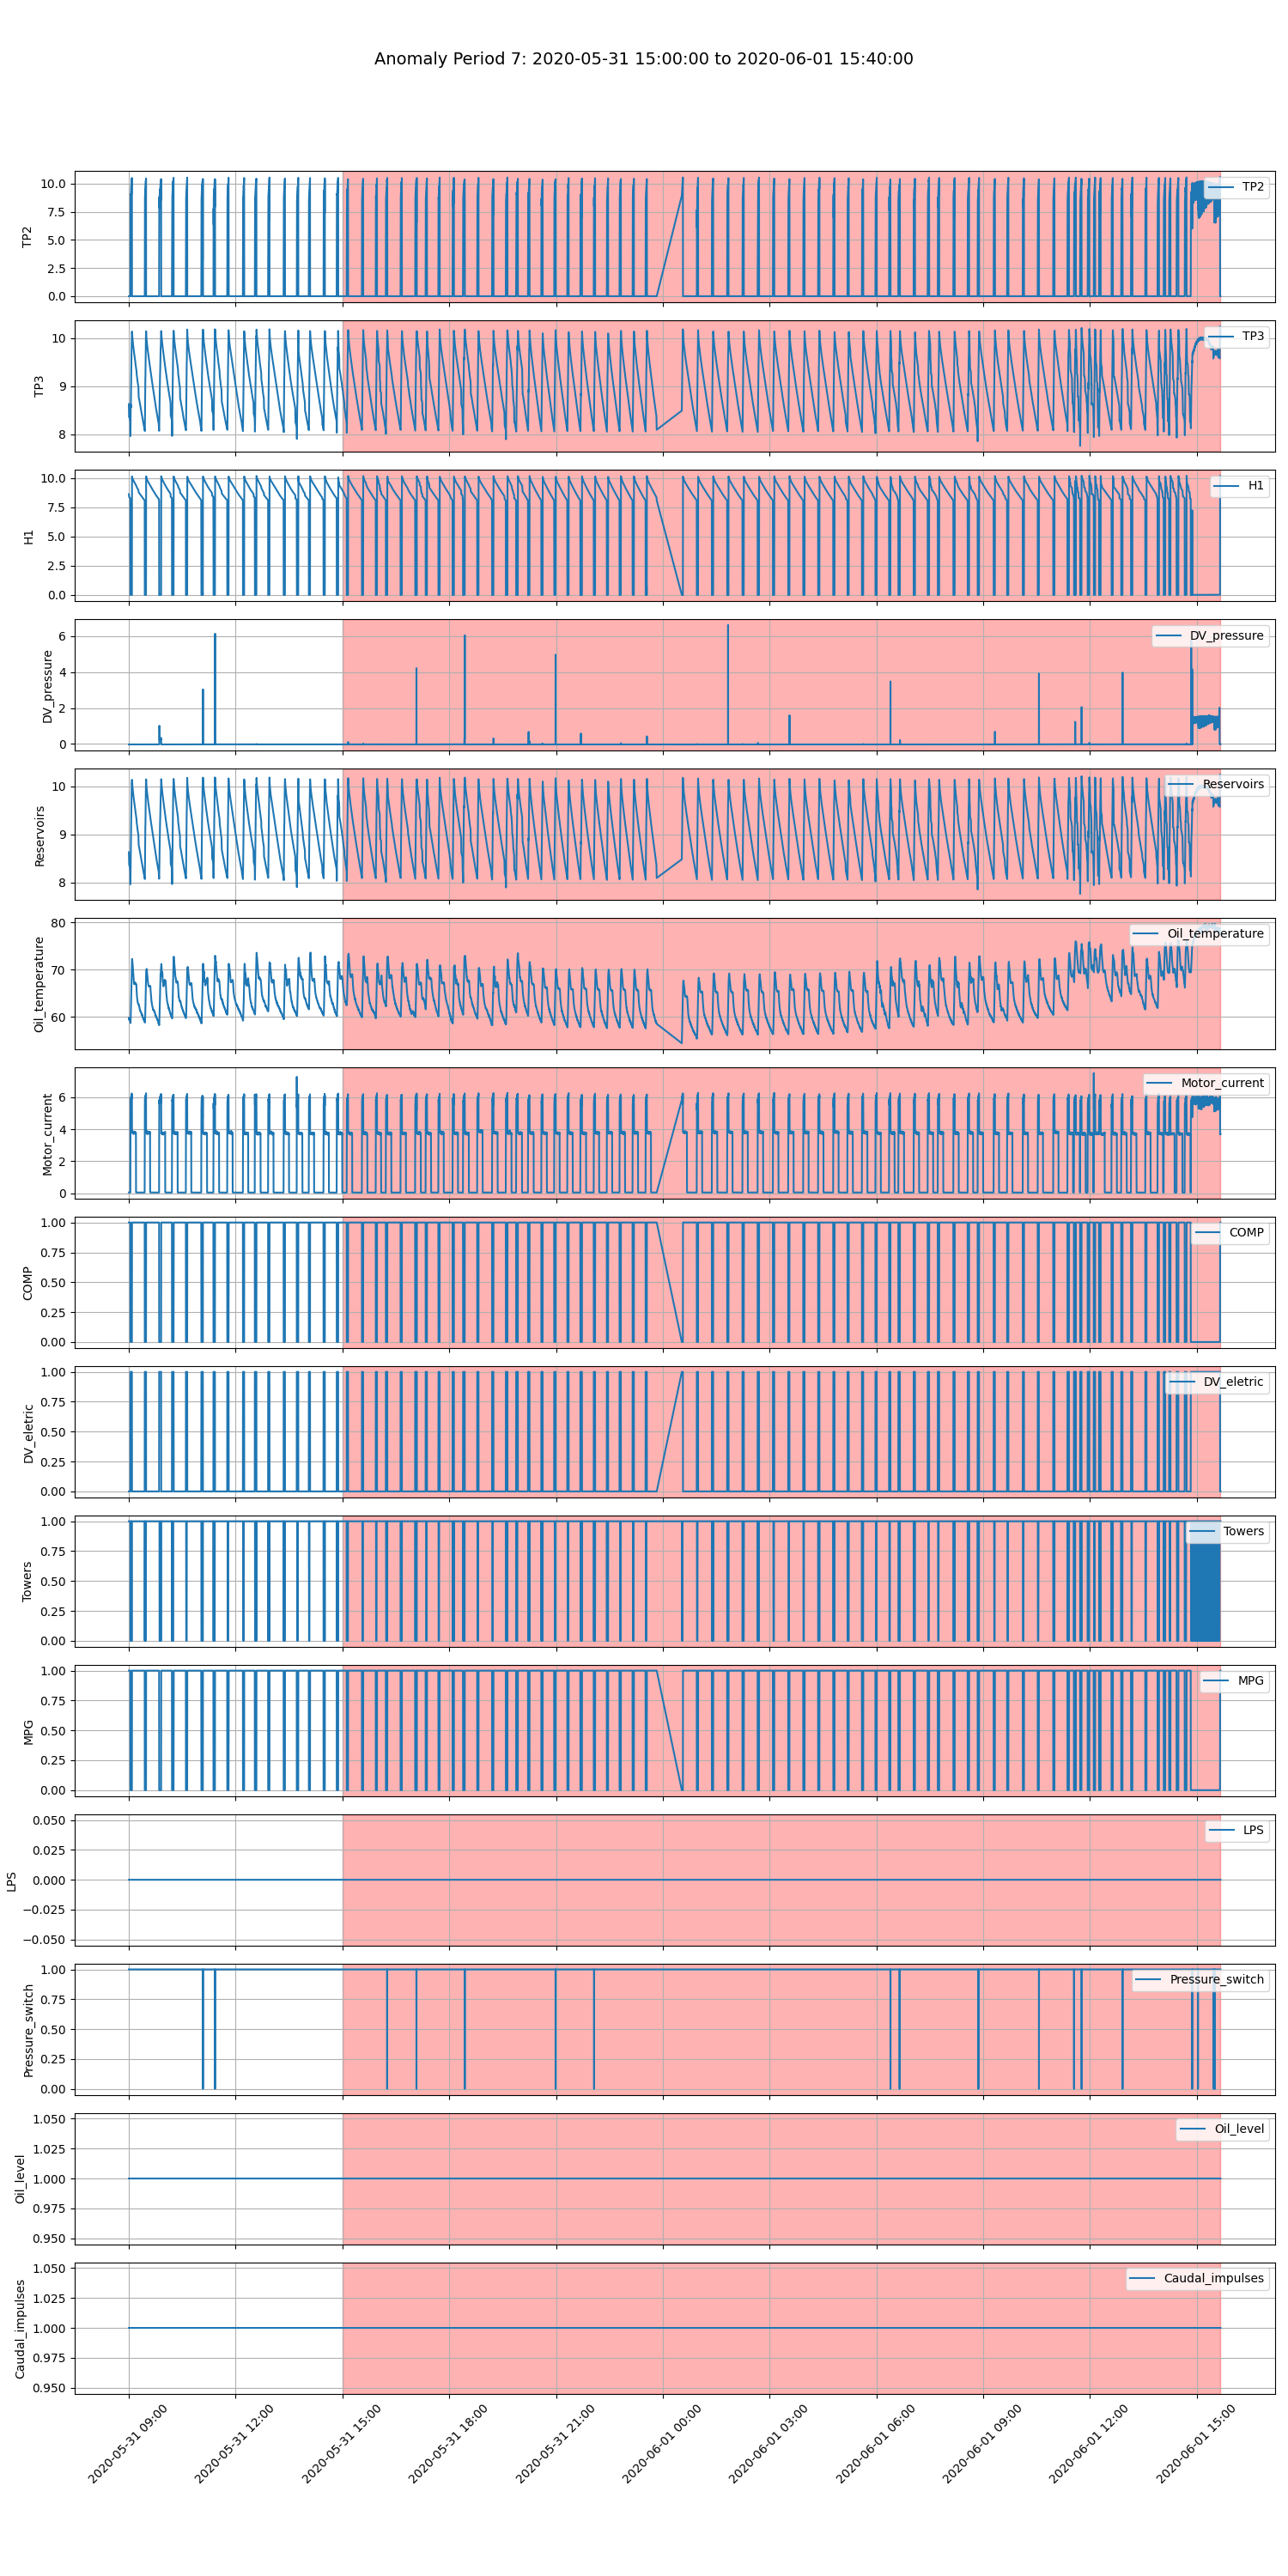 Anomaly Period 7: 2020-05-31 15:00:00 to 2020-06-01 15:40:00
10.0
7.5
5.0
2.5
0.0
TP2
TP2
10
9
8
TP3
TP3
10.0
7.5
5.0
2.5
0.0
H1
H1
6
4
2
0
DV_pressure
DV_pressure
10
9
8
Reservoirs
Reservoirs
80
70
60
Oil_temperature
Oil_temperature
6
4
2
0
Motor_current
Motor_current
1.00
0.75
0.50
0.25
0.00
COMP
COMP
1.00
0.75
0.50
0.25
0.00
DV_eletric
DV_eletric
1.00
0.75
0.50
0.25
0.00
Towers
Towers
1.00
0.75
0.50
0.25
0.00
MPG
MPG
0.050
0.025
0.000
−0.025
−0.050
LPS
LPS
1.00
0.75
0.50
0.25
0.00
Pressure_switch
Pressure_switch
1.050
1.025
1.000
0.975
0.950
Oil_level
Oil_level
1.050
1.025
1.000
0.975
0.950
Caudal_impulses
Caudal_impulses
2020-05-31 09:00
2020-05-31 12:00
2020-05-31 15:00
2020-05-31 18:00
2020-05-31 21:00
2020-06-01 00:00
2020-06-01 03:00
2020-06-01 06:00
2020-06-01 09:00
2020-06-01 12:00
2020-06-01 15:00